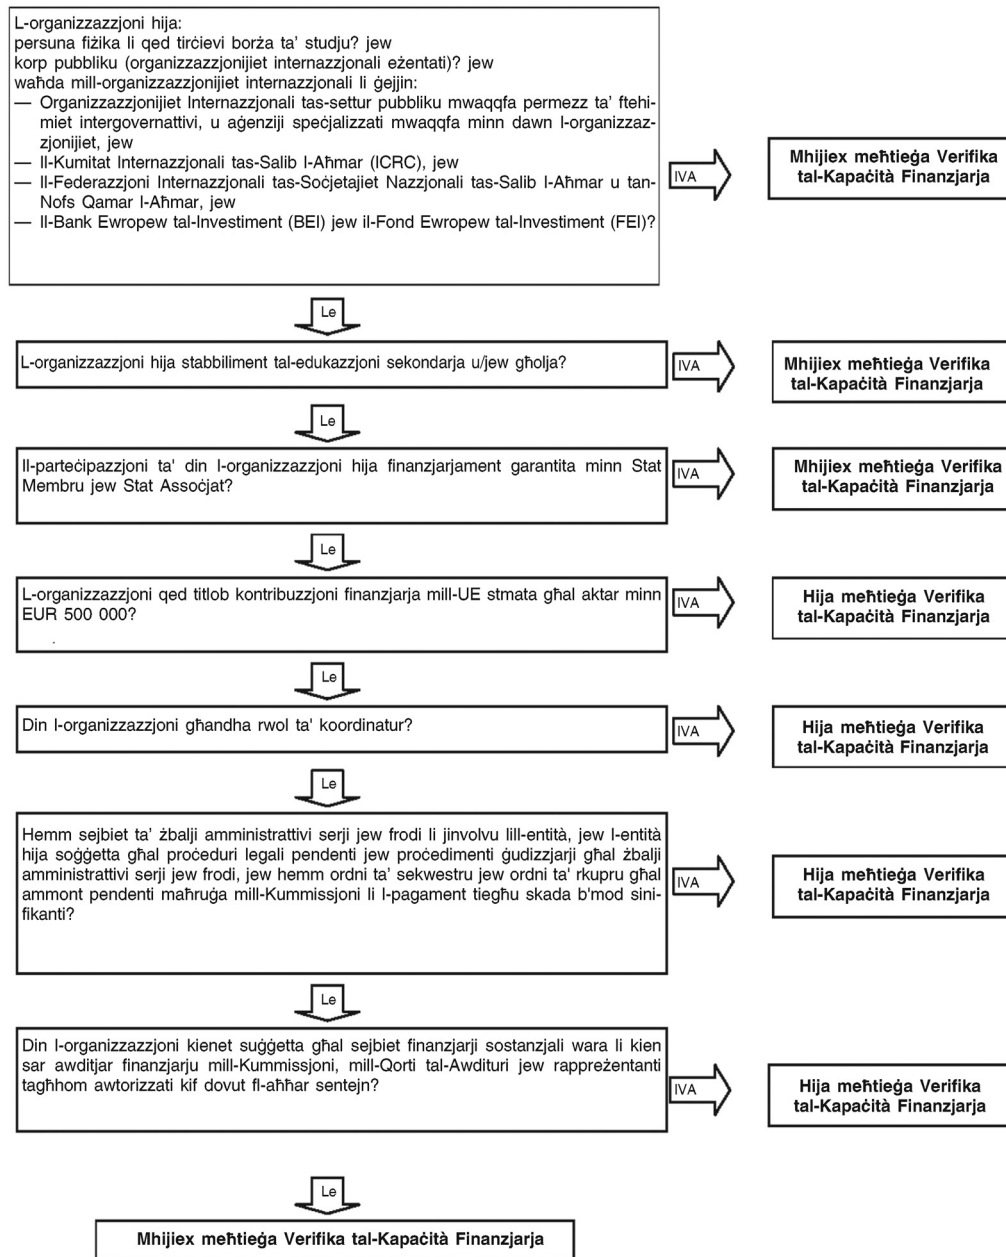 L-organizzazzjoni hija:
persuna fiżika li qed tirċievi borża ta’ studju? jew
korp pubbliku (organizzazzjonijiet internazzjonali eżentati)? jew
waħda mill-organizzazzjonijiet internazzjonali li ġejjin:
— Organizzazzjonijiet Internazzjonali tas-settur pubbliku mwaqqfa permezz ta’ ftehi-
miet intergovernattivi, u aġenziji speċjalizzati mwaqqfa minn dawn l-organizzaz-
zjonijiet, jew
— Il-Kumitat Internazzjonali tas-Salib l-Aħmar (ICRC), jew
— Il-Federazzjoni Internazzjonali tas-Soċjetajiet Nazzjonali tas-Salib l-Aħmar u tan-
Nofs Qamar l-Aħmar, jew
— Il-Bank Ewropew tal-Investiment (BEI) jew il-Fond Ewropew tal-Investiment (FEI)?
IVA
Mhijiex meħtieġa Verifika
tal-Kapaċità Finanzjarja
Le
L-organizzazzjoni hija stabbiliment tal-edukazzjoni sekondarja u/jew għolja?
IVA
Mhijiex meħtieġa Verifika
tal-Kapaċità Finanzjarja
Le
Il-parteċipazzjoni ta' din l-organizzazzjoni hija finanzjarjament garantita minn Stat
Membru jew Stat Assoċjat?
IVA
Mhijiex meħtieġa Verifika
tal-Kapaċità Finanzjarja
Le
L-organizzazzjoni qed titlob kontribuzzjoni finanzjarja mill-UE stmata għal aktar minn
EUR 500 000?
IVA
Hija meħtieġa Verifika
tal-Kapaċità Finanzjarja
Le
Din l-organizzazzjoni għandha rwol ta' koordinatur?
IVA
Hija meħtieġa Verifika
tal-Kapaċità Finanzjarja
Le
Hemm sejbiet ta’ żbalji amministrattivi serji jew frodi li jinvolvu lill-entità, jew l-entità
hija soġġetta għal proċeduri legali pendenti jew proċedimenti ġudizzjarji għal żbalji
amministrattivi serji jew frodi, jew hemm ordni ta’ sekwestru jew ordni ta' rkupru għal
ammont pendenti maħruġa mill-Kummissjoni li l-pagament tiegħu skada b'mod sini-
fikanti?
IVA
Hija meħtieġa Verifika
tal-Kapaċità Finanzjarja
Le
Din l-organizzazzjoni kienet suġġetta għal sejbiet finanzjarji sostanzjali wara li kien
sar awditjar finanzjarju mill-Kummissjoni, mill-Qorti tal-Awdituri jew rappreżentanti
tagħhom awtorizzati kif dovut fl-aħħar sentejn?
IVA
Hija meħtieġa Verifika
tal-Kapaċità Finanzjarja
Le
Mhijiex meħtieġa Verifika tal-Kapaċità Finanzjarja